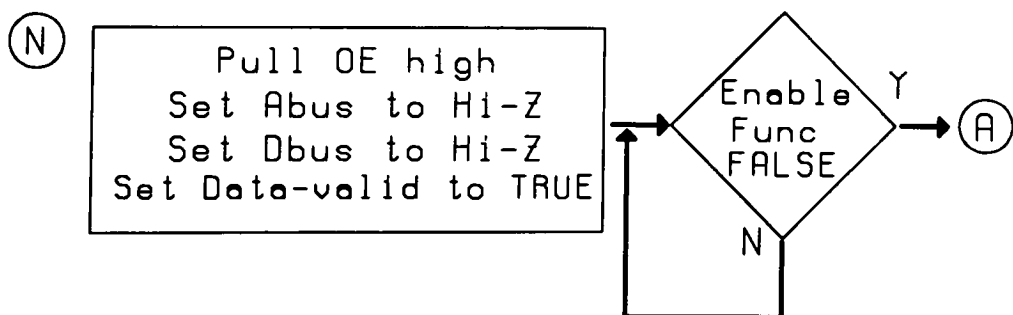 N
Pull OE high
Set Abus to Hi-Z
Set Dbus to Hi-Z
Set Data-valid to TRUE
Enable
Func
FALSE
Y
A
N